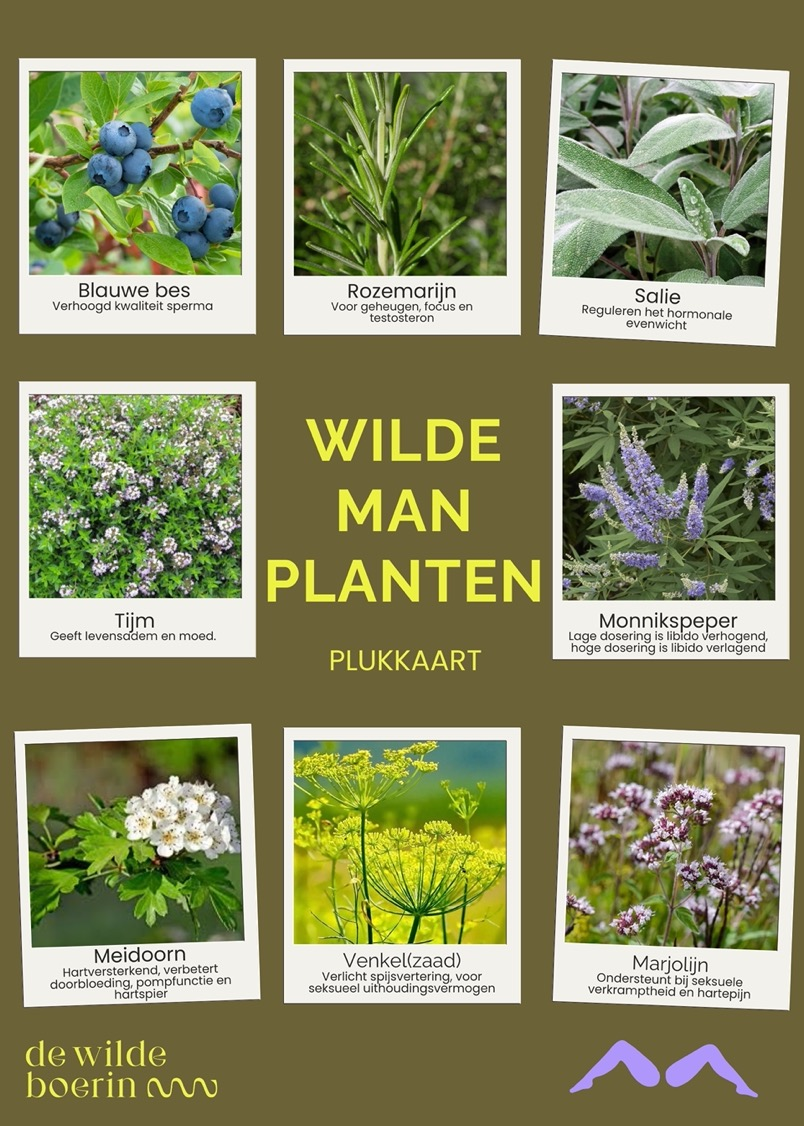 Blauwe bes
Verhoogd kwaliteit sperma
Rozemarijn
Voor geheugen, focus en
testosteron
Salie
Reguleren het hormonale
evenwicht
Tijm
Geeft levensadem en moed.
WILDE
MAN
PLANTEN
PLUKKAART
Monnikspeper
Lage dosering is libido verhogend,
hoge dosering is libido verlagend
Meidoorn
Hartversterkend, verbetert
doorbloeding, pompfunctie en
hartspier
Venkel(zaad)
Verlicht spijsvertering, voor
seksueel uithoudingsvermogen
Marjolijn
Ondersteunt bij seksuele
verkramptheid en hartepijn
de wilde
boerin